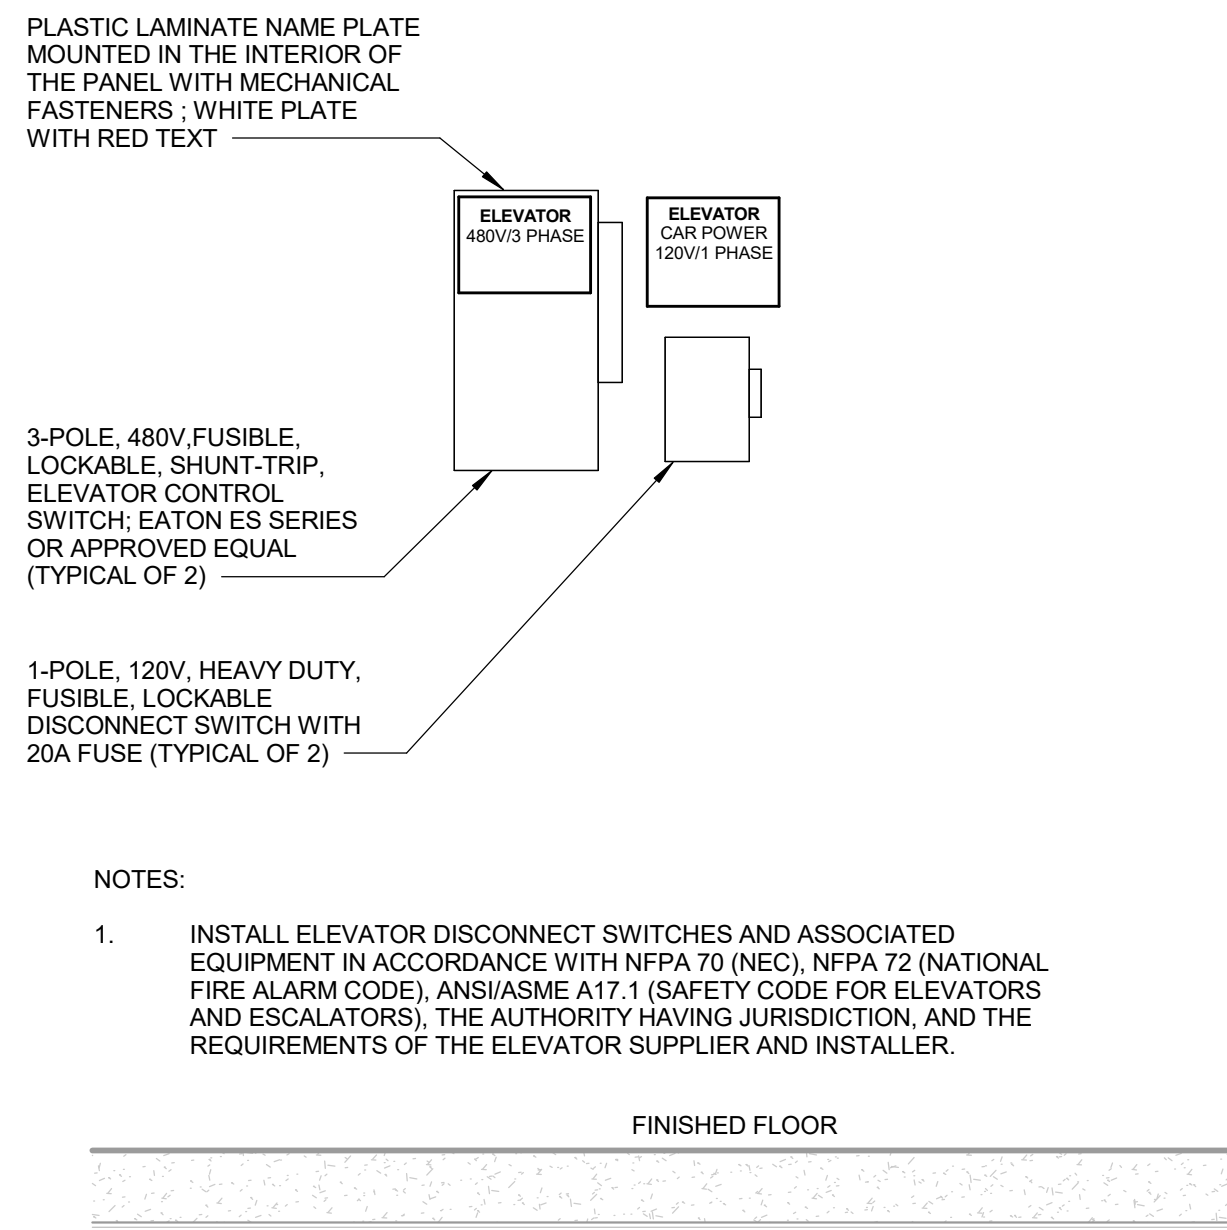 PLASTIC LAMINATE NAME PLATE
MOUNTED IN THE INTERIOR OF
THE PANEL WITH MECHANICAL
FASTENERS ; WHITE PLATE
WITH RED TEXT
ELEVATOR
480V/3 PHASE
ELEVATOR
CAR POWER
120V/1 PHASE
3-POLE, 480V,FUSIBLE,
LOCKABLE, SHUNT-TRIP,
ELEVATOR CONTROL
SWITCH; EATON ES SERIES
OR APPROVED EQUAL
(TYPICAL OF 2)
1-POLE, 120V, HEAVY DUTY,
FUSIBLE, LOCKABLE
DISCONNECT SWITCH WITH
20A FUSE (TYPICAL OF 2)
NOTES:
1. INSTALL ELEVATOR DISCONNECT SWITCHES AND ASSOCIATED
EQUIPMENT IN ACCORDANCE WITH NFPA 70 (NEC), NFPA 72 (NATIONAL
FIRE ALARM CODE), ANSI/ASME A17.1 (SAFETY CODE FOR ELEVATORS
AND ESCALATORS), THE AUTHORITY HAVING JURISDICTION, AND THE
REQUIREMENTS OF THE ELEVATOR SUPPLIER AND INSTALLER.
FINISHED FLOOR